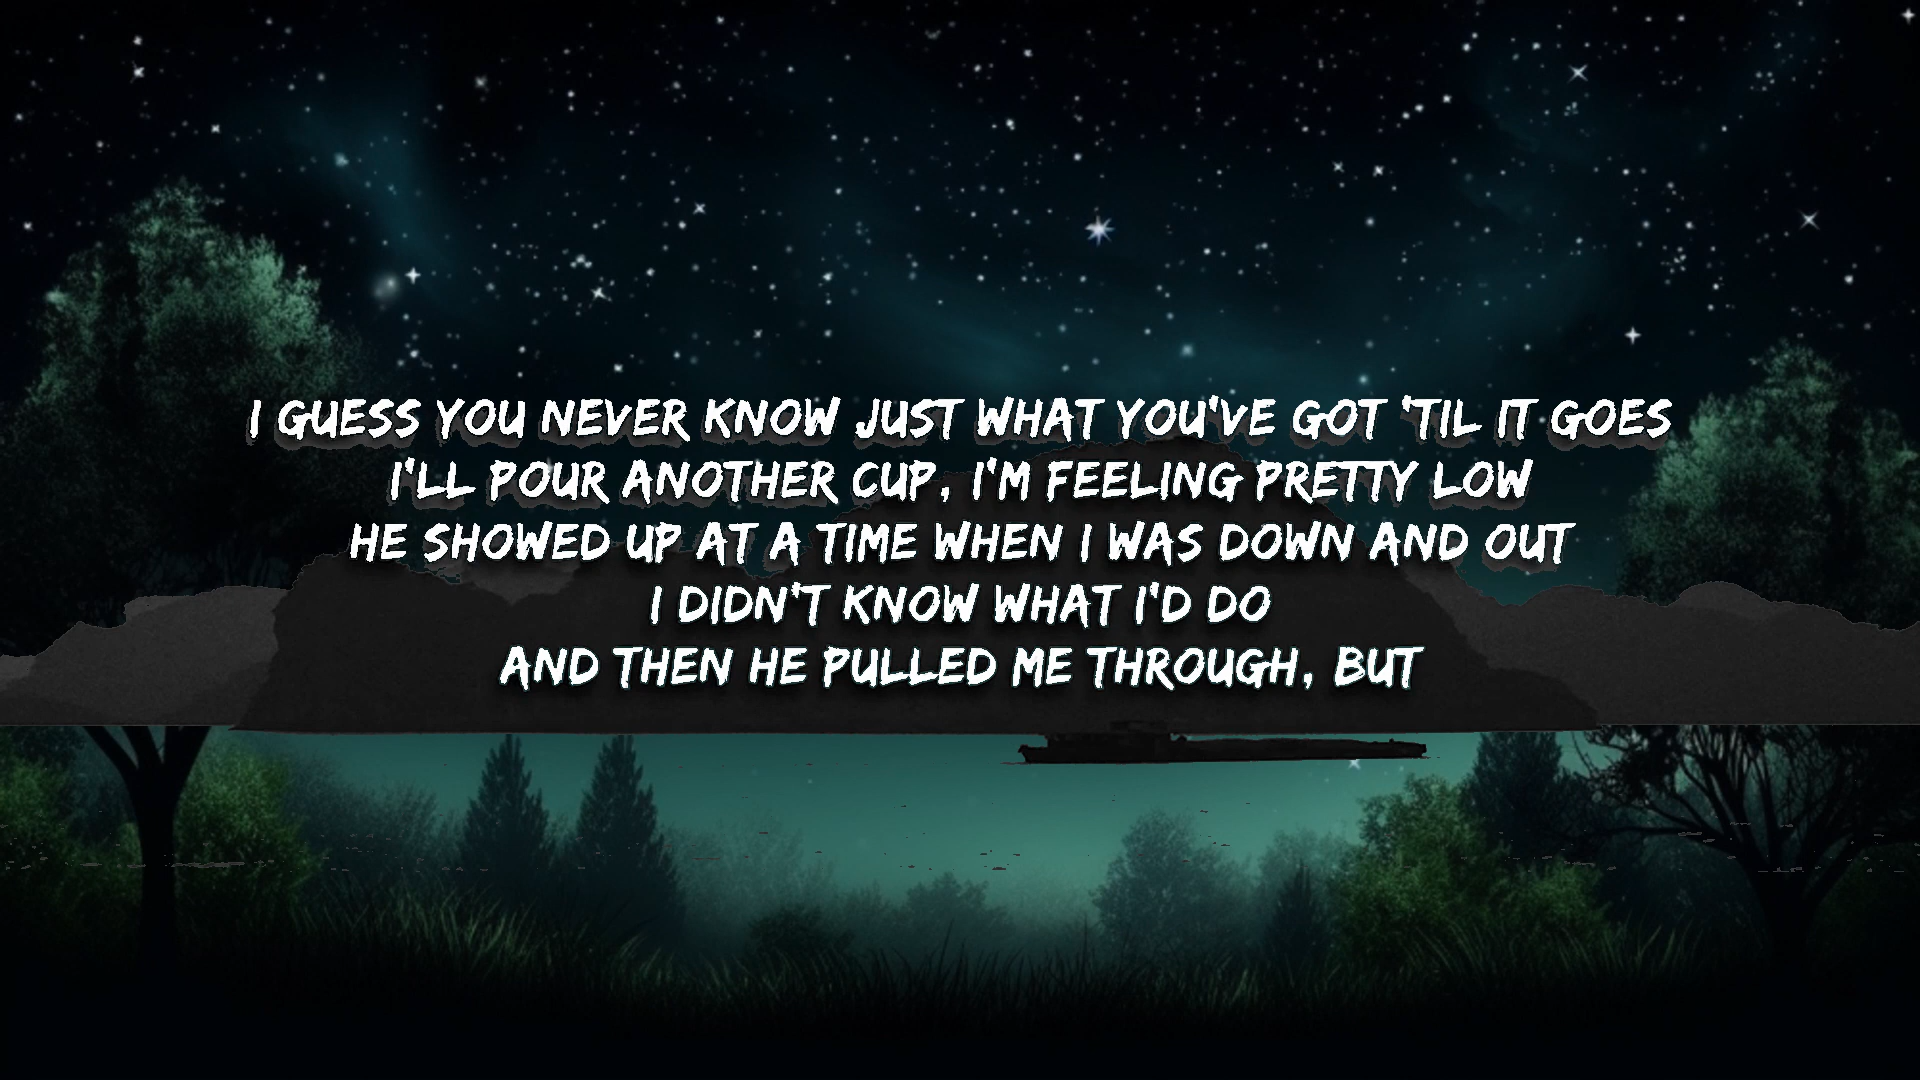 I GUESS YOU NEVER KNOW JUST WHAT YOU'VE GOT 'TIL IT GOES
I'LL POUR ANOTHER CUP, I'M FEELING PRETTY LOW
HE SHOWED UP AT A TIME WHEN I WAS DOWN AND OUT
I DIDN'T KNOW WHAT I'D DO
AND THEN HE PULLED ME THROUGH, BUT